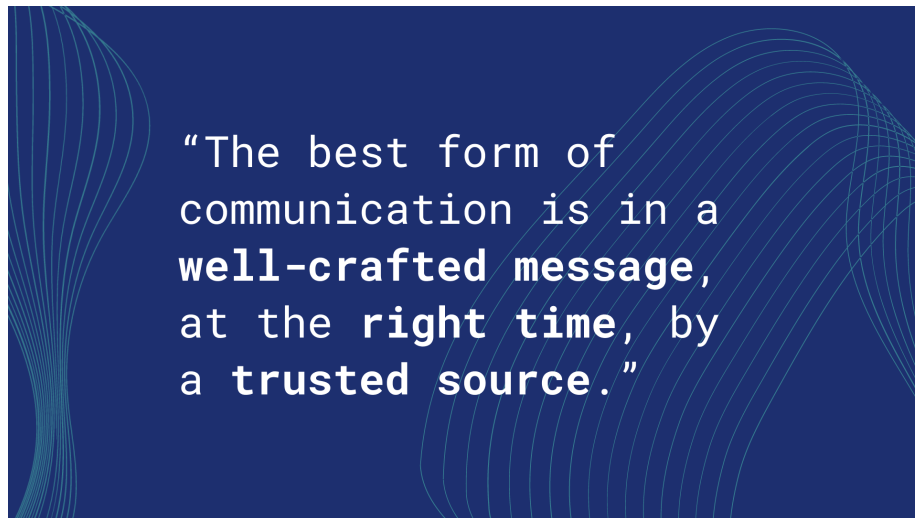 “The best form of
communication is in a
well-crafted message,
at the right time, by
a trusted source.”